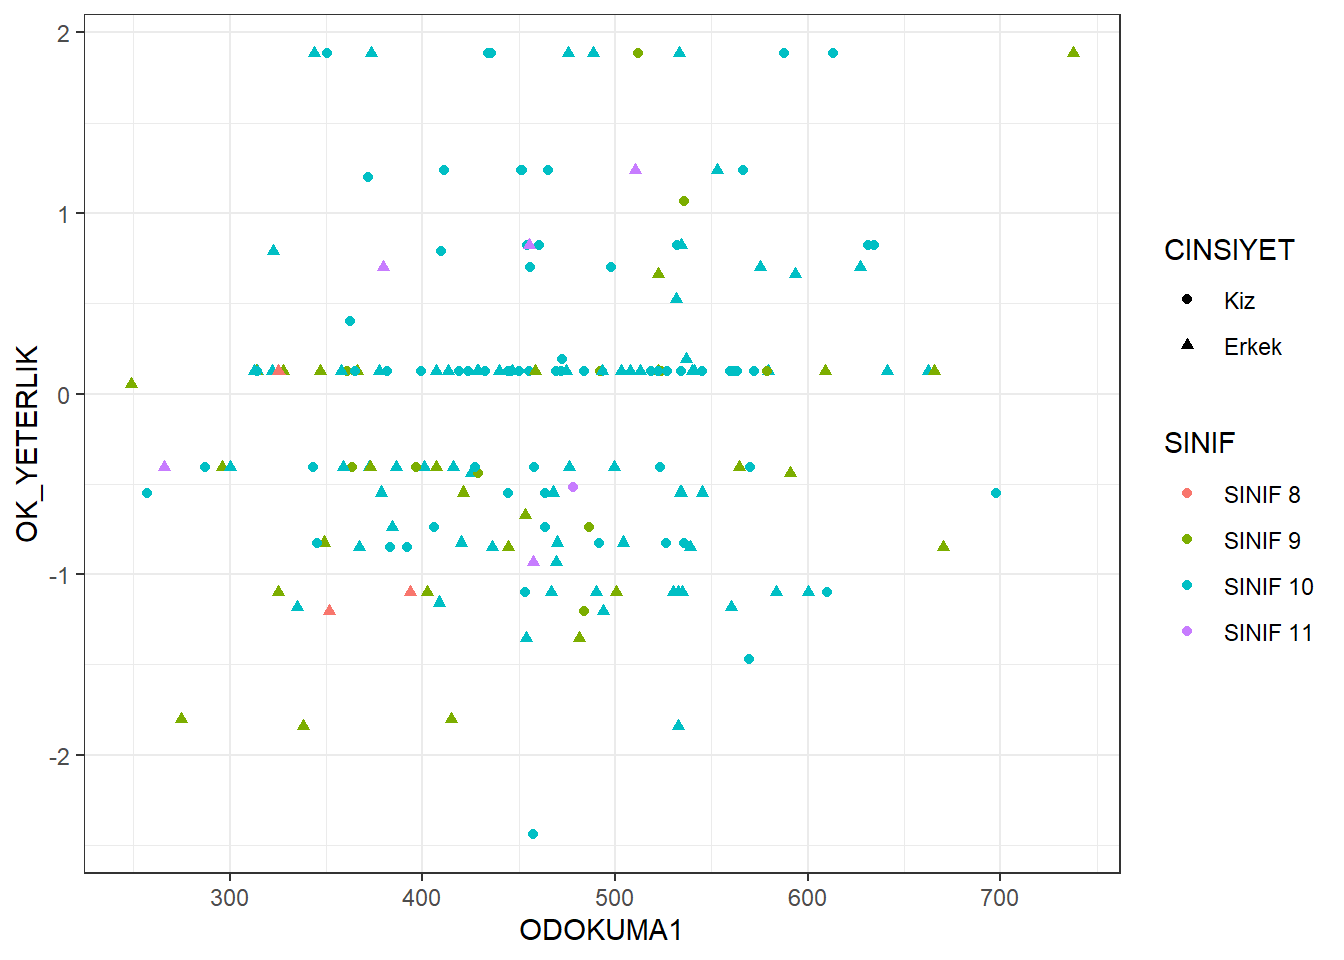 2
1
0
-1
-2
OK_YETERLIK
300
400
500
600
700
ODOKUMA1
CINSIYET
Kiz
Erkek
SINIF
SINIF 8
SINIF 9
SINIF 10
SINIF 11